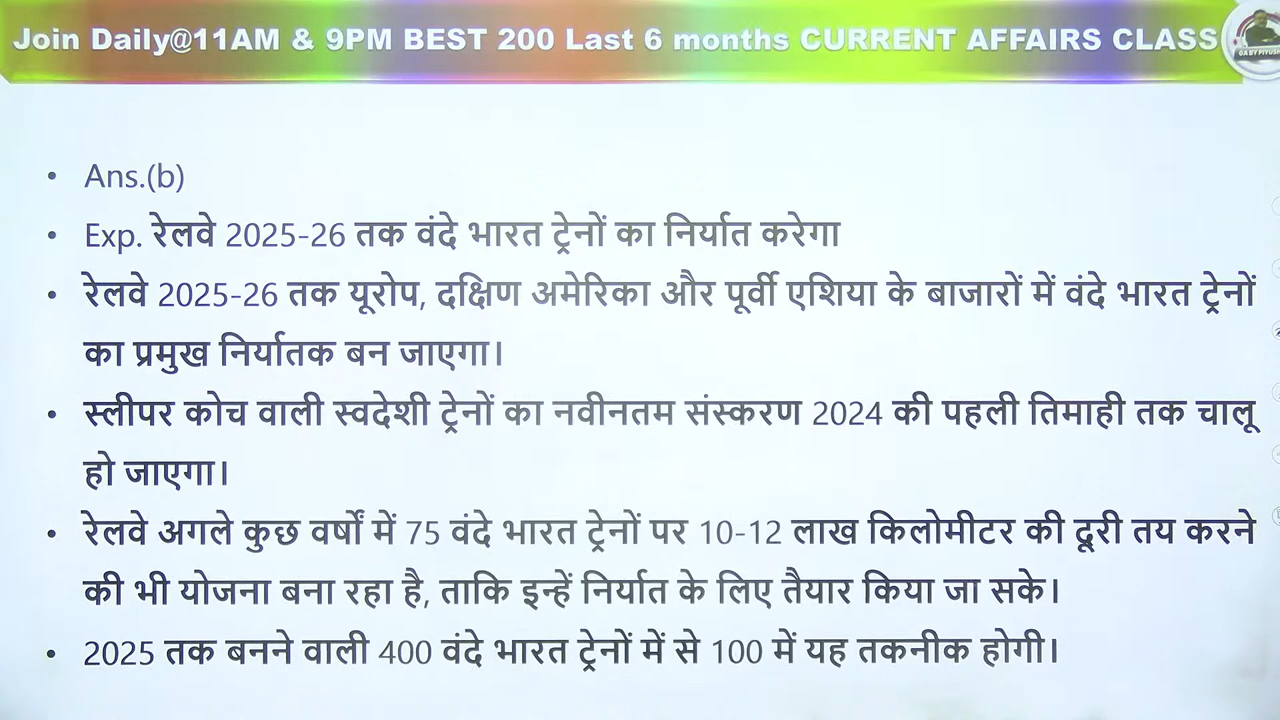 Join Daily@11AM & 9PM BEST 200 Last 6 months CURRENT AFFAIRS CLASS
GA BY PIYUSH
• Ans.(b)
• Exp. रेलवे 2025-26 तक वंदे भारत ट्रेनों का निर्यात करेगा
• रेलवे 2025-26 तक यूरोप, दक्षिण अमेरिका और पूर्वी एशिया के बाजारों में वंदे भारत ट्रेनों
का प्रमुख निर्यातक बन जाएगा।
• स्लीपर कोच वाली स्वदेशी ट्रेनों का नवीनतम संस्करण 2024 की पहली तिमाही तक चालू
हो जाएगा।
• रेलवे अगले कुछ वर्षों में 75 वंदे भारत ट्रेनों पर 10-12 लाख किलोमीटर की दूरी तय करने
की भी योजना बना रहा है, ताकि इन्हें निर्यात के लिए तैयार किया जा सके।
• 2025 तक बनने वाली 400 वंदे भारत ट्रेनों में से 100 में यह तकनीक होगी।